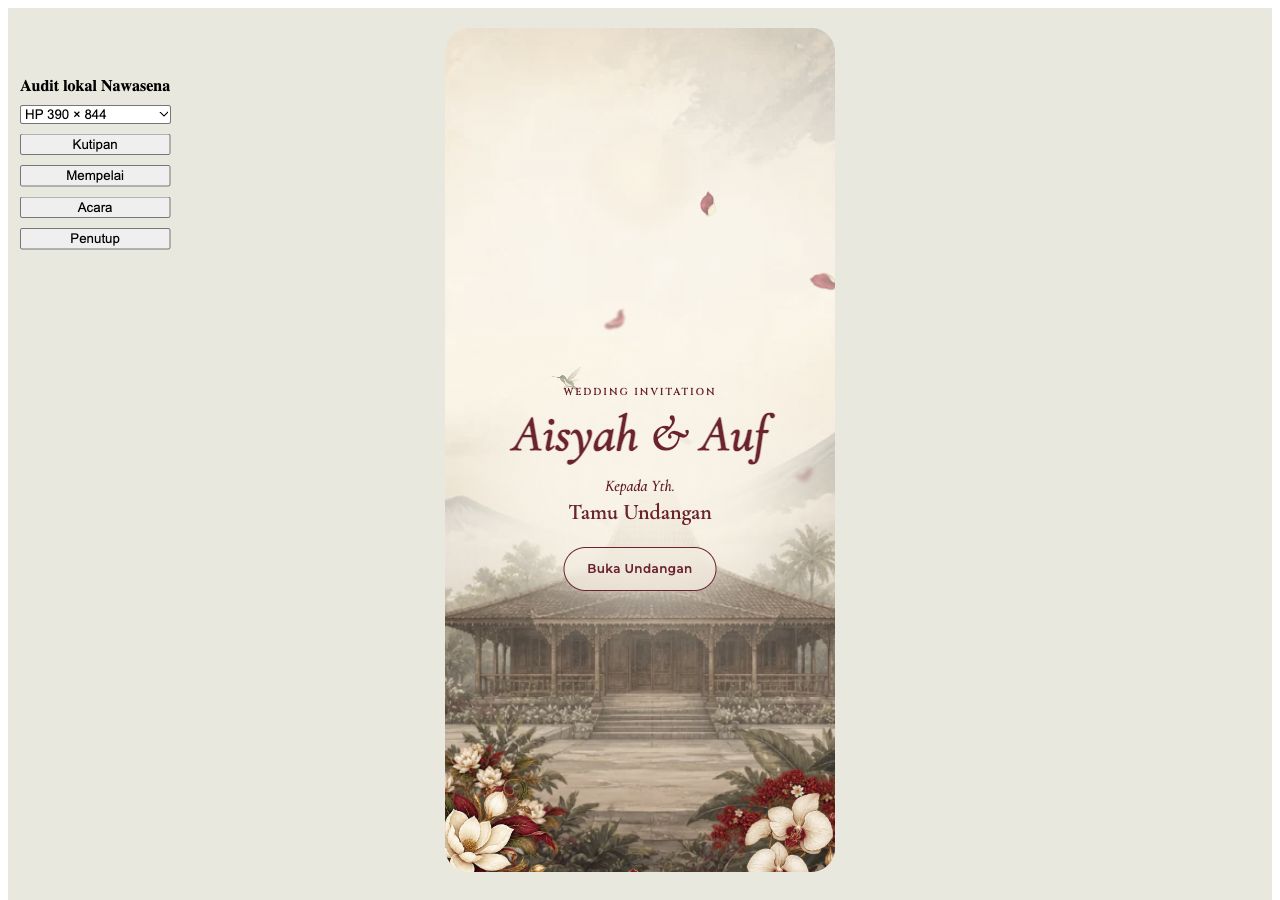 Audit lokal Nawasena
HP 390 × 844
Kutipan
Mempelai
Acara
Penutup
WEDDING INVITATION
Aisyah & Auf
Kepada Yth.
Tamu Undangan
Buka Undangan